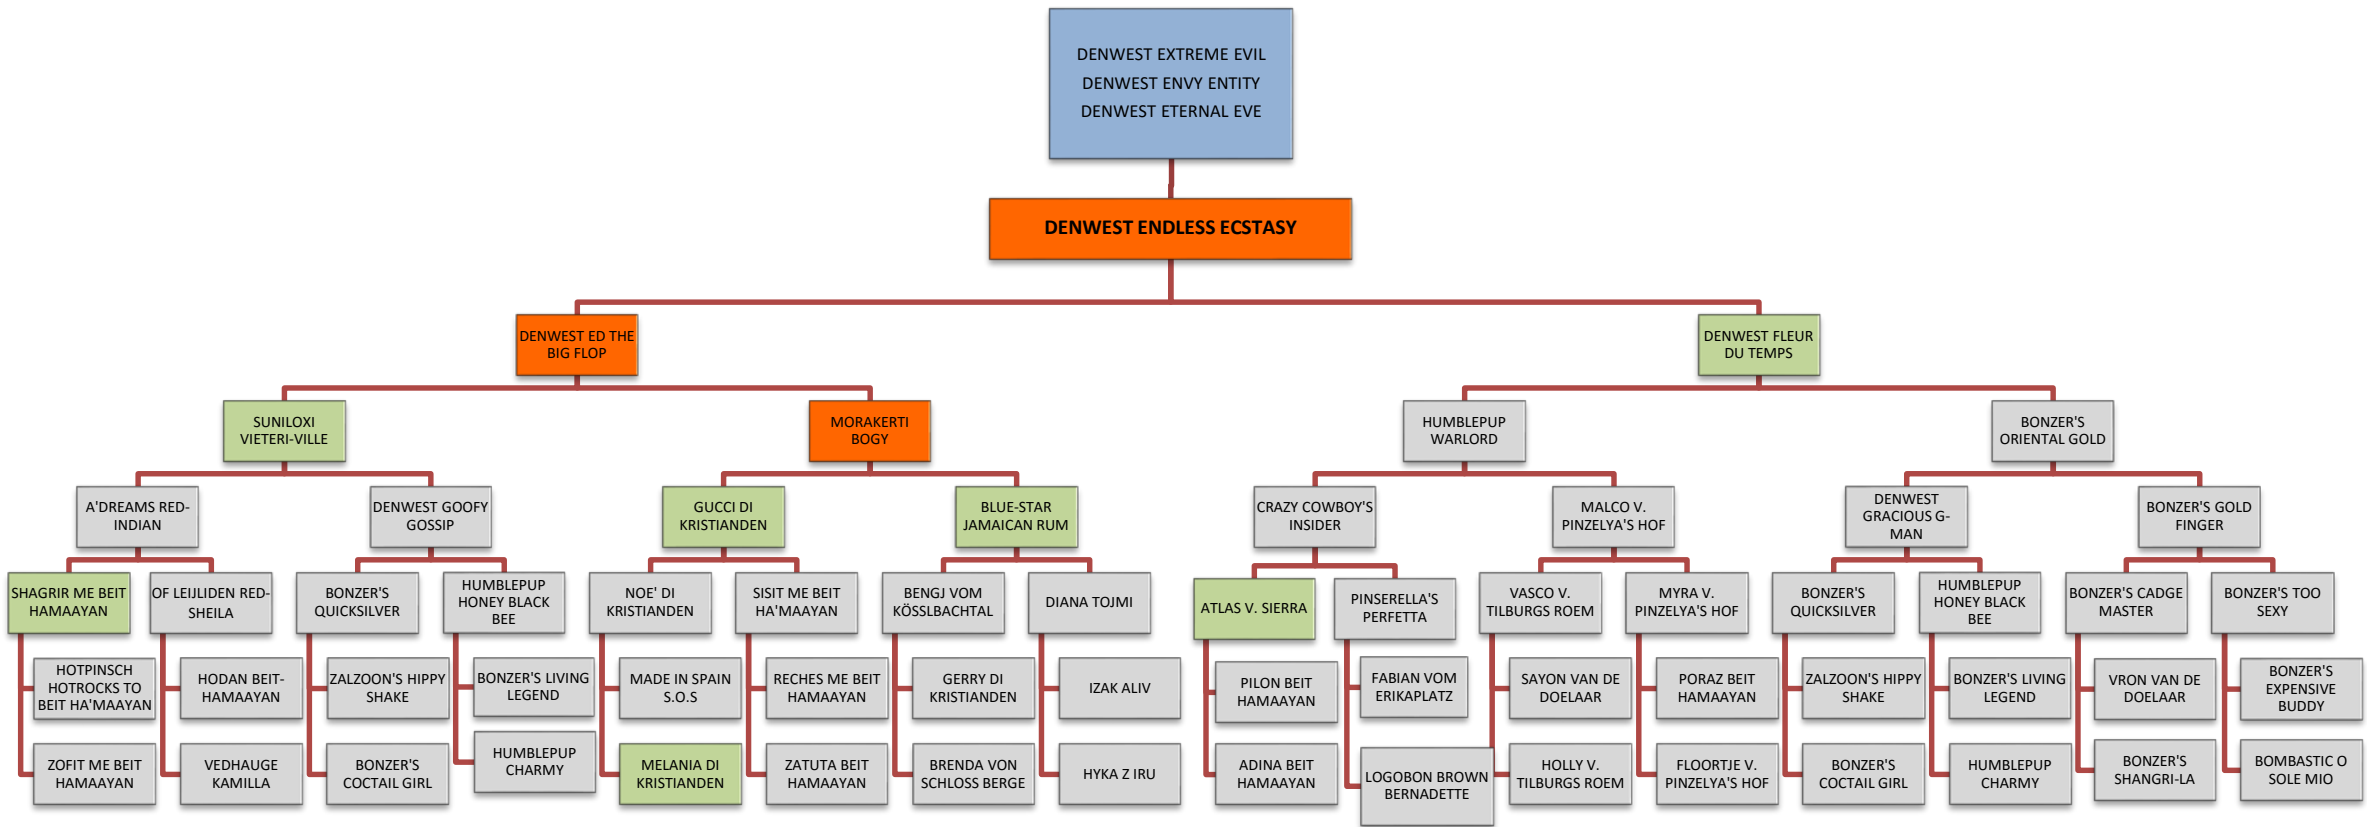 DENWEST EXTREME EVIL
DENWEST ENVY ENTITY
DENWEST ETERNAL EVE
DENWEST ENDLESS ECSTASY
DENWEST ED THE
BIG FLOP
DENWEST FLEUR
DU TEMPS
SUNILOXI
VIETERI-VILLE
MORAKERTI
BOGY
HUMBLEPUP
WARLORD
BONZER'S
ORIENTAL GOLD
A'DREAMS RED-
INDIAN
DENWEST GOOFY
GOSSIP
GUCCI DI
KRISTIANDEN
BLUE-STAR
JAMAICAN RUM
CRAZY COWBOY'S
INSIDER
MALCO V.
PINZELYA'S HOF
DENWEST
GRACIOUS G-
MAN
BONZER'S GOLD
FINGER
SHAGRIR ME BEIT
HAMAAYAN
OF LEIJLIDEN RED-
SHEILA
BONZER'S
QUICKSILVER
HUMBLEPUP
HONEY BLACK
BEE
NOE' DI
KRISTIANDEN
SISIT ME BEIT
HA'MAAYAN
BENGJ VOM
KÖSSLBACHTAL
DIANA TOJMI
ATLAS V. SIERRA
PINSERELLA'S
PERFETTA
VASCO V.
TILBURGS ROEM
MYRA V.
PINZELYA'S HOF
BONZER'S
QUICKSILVER
HUMBLEPUP
HONEY BLACK
BEE
BONZER'S CADGE
MASTER
BONZER'S TOO
SEXY
HOTPINSCH
HOTROCKS TO
BEIT HA'MAAYAN
HODAN BEIT-
HAMAAYAN
ZALZOON'S HIPPY
SHAKE
BONZER'S LIVING
LEGEND
MADE IN SPAIN
S.O.S
RECHES ME BEIT
HAMAAYAN
GERRY DI
KRISTIANDEN
IZAK ALIV
PILON BEIT
HAMAAYAN
FABIAN VOM
ERIKAPLATZ
SAYON VAN DE
DOELAAR
PORAZ BEIT
HAMAAYAN
ZALZOON'S HIPPY
SHAKE
BONZER'S LIVING
LEGEND
VRON VAN DE
DOELAAR
BONZER'S
EXPENSIVE
BUDDY
ZOFIT ME BEIT
HAMAAYAN
VEDHAUGE
KAMILLA
BONZER'S
COCTAIL GIRL
HUMBLEPUP
CHARMY
MELANIA DI
KRISTIANDEN
ZATUTA BEIT
HAMAAYAN
BRENDA VON
SCHLOSS BERGE
HYKA Z IRU
ADINA BEIT
HAMAAYAN
LOGOBON BROWN
BERNADETTE
HOLLY V.
TILBURGS ROEM
FLOORTJE V.
PINZELYA'S HOF
BONZER'S
COCTAIL GIRL
HUMBLEPUP
CHARMY
BONZER'S
SHANGRI-LA
BOMBASTIC O
SOLE MIO